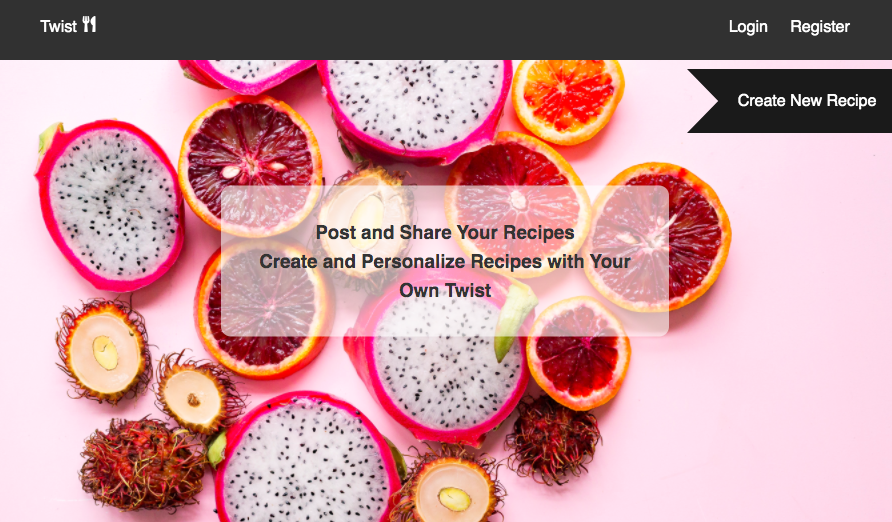 Twist
Login
Register
Create New Recipe
Post and Share Your Recipes
Create and Personalize Recipes with Your
Own Twist